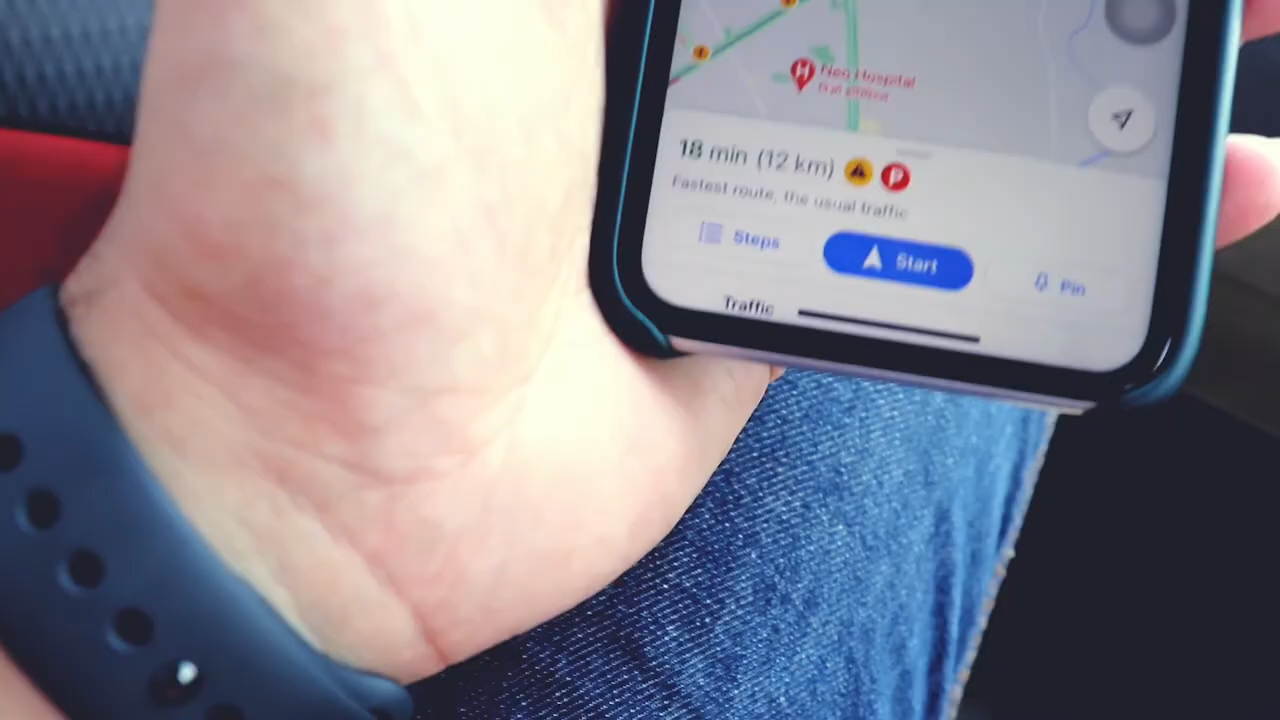 Neo Hospital
18 min (12 km)
Fastest route, the usual traffic
Steps
Start
Pin
Traffic